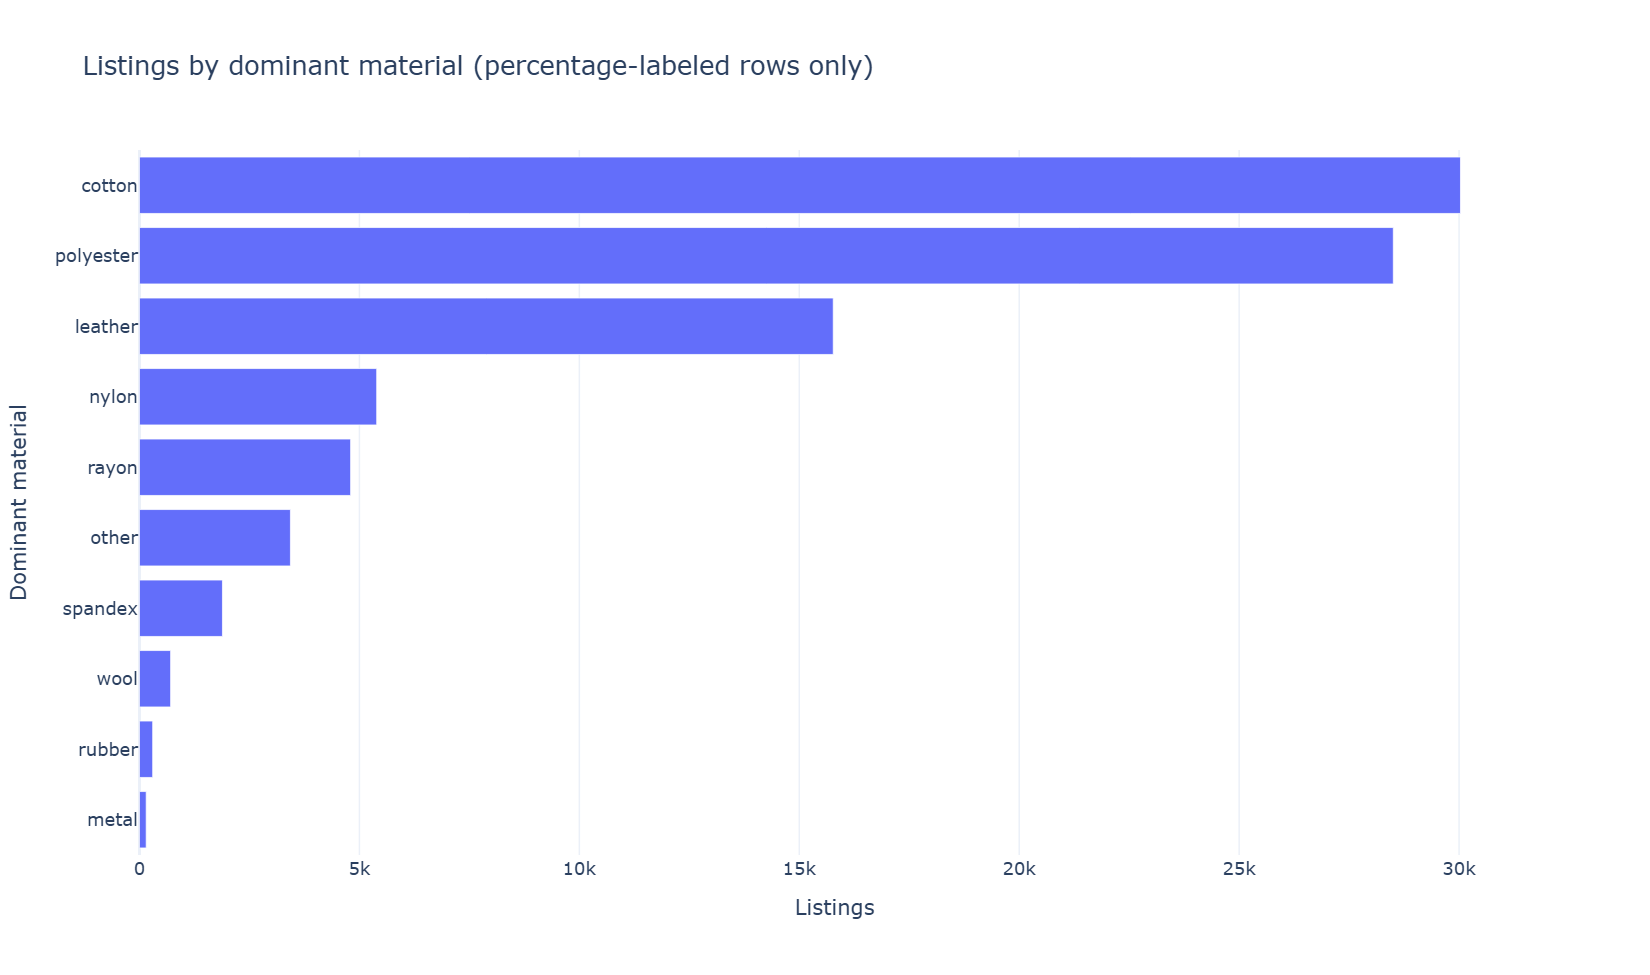 Listings by dominant material (percentage-labeled rows only)
cotton
polyester
leather
nylon
rayon
other
spandex
wool
rubber
metal
Dominant material
0 5k 10k 15k 20k 25k 30k
Listings